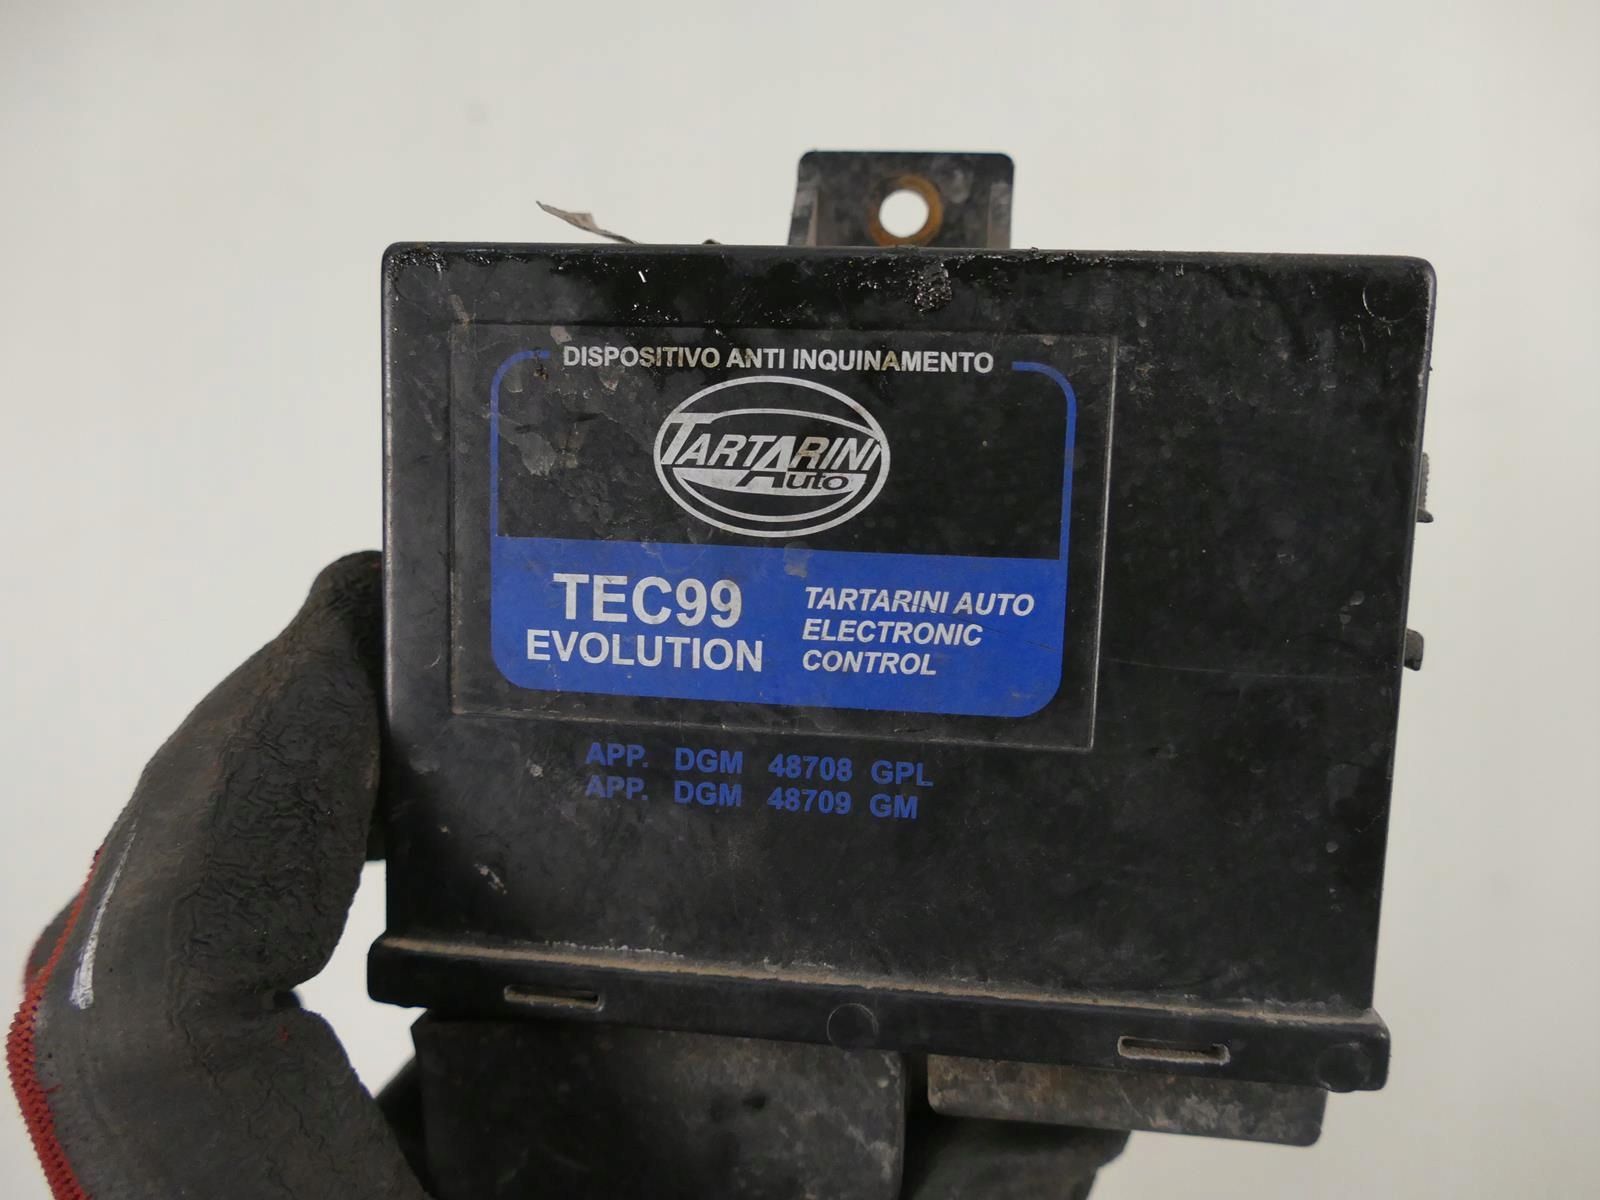 DISPOSITIVO ANTI INQUINAMENTO
TARTARINI
Auto
TEC99
EVOLUTION
TARTARINI AUTO
ELECTRONIC
CONTROL
APP. DGM 48708 GPL
APP. DGM 48709 GM